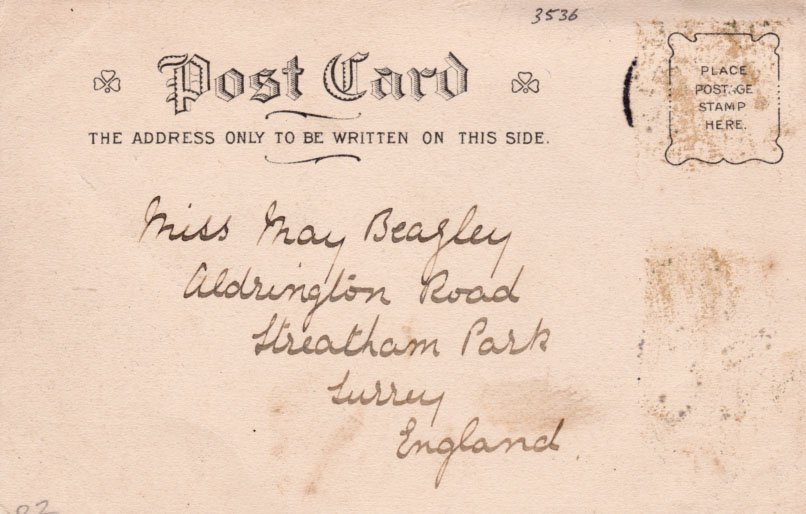 3536
Post Card
THE ADDRESS ONLY TO BE WRITTEN ON THIS SIDE.
PLACE
POSTAGE
STAMP
HERE.
Miss May Beagley
Aldrington Road
Streatham Park
Surrey
England.